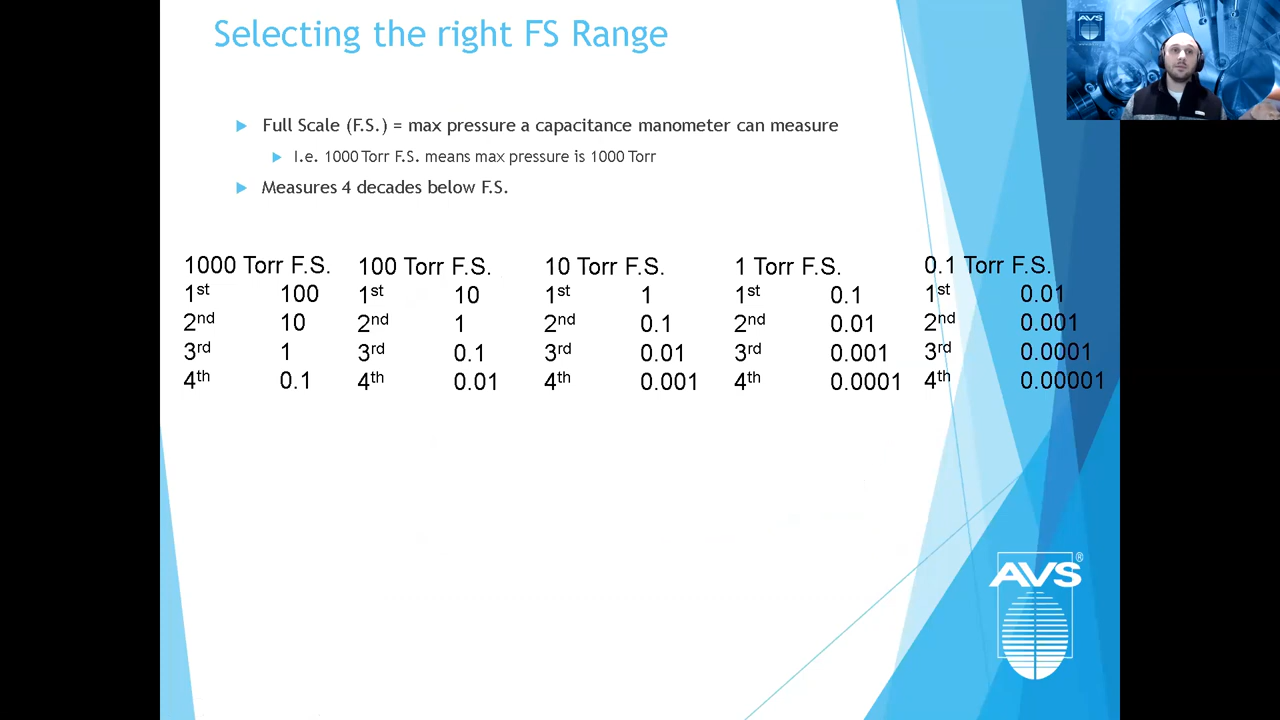 Selecting the right FS Range
AVS
Full Scale (F.S.) = max pressure a capacitance manometer can measure
I.e. 1000 Torr F.S. means max pressure is 1000 Torr
Measures 4 decades below F.S.
1000 Torr F.S.
1st 100
2nd 10
3rd 1
4th 0.1
100 Torr F.S.
1st 10
2nd 1
3rd 0.1
4th 0.01
10 Torr F.S.
1st 1
2nd 0.1
3rd 0.01
4th 0.001
1 Torr F.S.
1st 0.1
2nd 0.01
3rd 0.001
4th 0.0001
0.1 Torr F.S.
1st 0.01
2nd 0.001
3rd 0.0001
4th 0.00001
AVS®